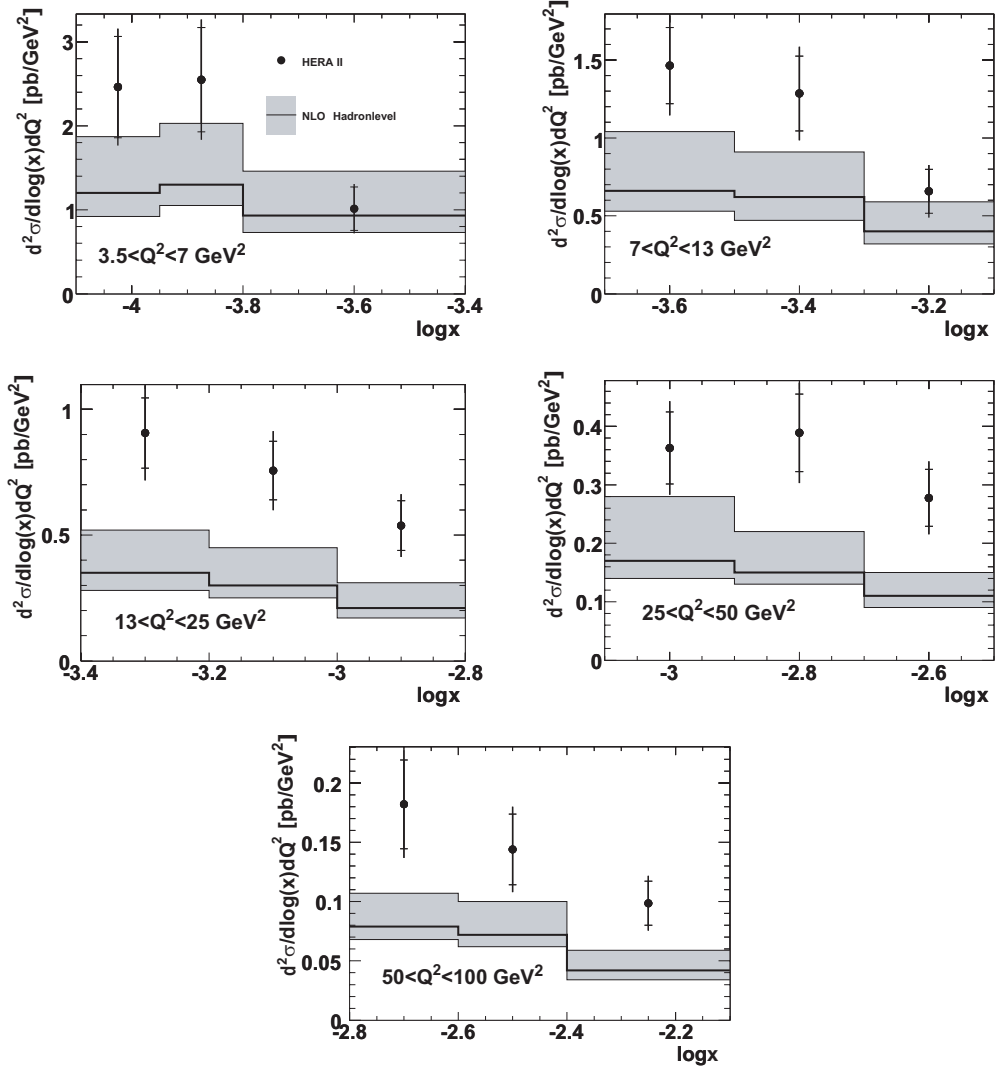 d²σ/dlog(x)dQ² [pb/GeV²]
3
2
1
0
HERA II
NLO Hadronlevel
3.5<Q²<7 GeV²
-4 -3.8 -3.6 -3.4
logx
d²σ/dlog(x)dQ² [pb/GeV²]
1.5
1
0.5
0
7<Q²<13 GeV²
-3.6 -3.4 -3.2
logx
d²σ/dlog(x)dQ² [pb/GeV²]
1
0.5
0
13<Q²<25 GeV²
-3.4 -3.2 -3 -2.8
logx
d²σ/dlog(x)dQ² [pb/GeV²]
0.4
0.3
0.2
0.1
0
25<Q²<50 GeV²
-3 -2.8 -2.6
logx
d²σ/dlog(x)dQ² [pb/GeV²]
0.2
0.15
0.1
0.05
0
50<Q²<100 GeV²
-2.8 -2.6 -2.4 -2.2
logx